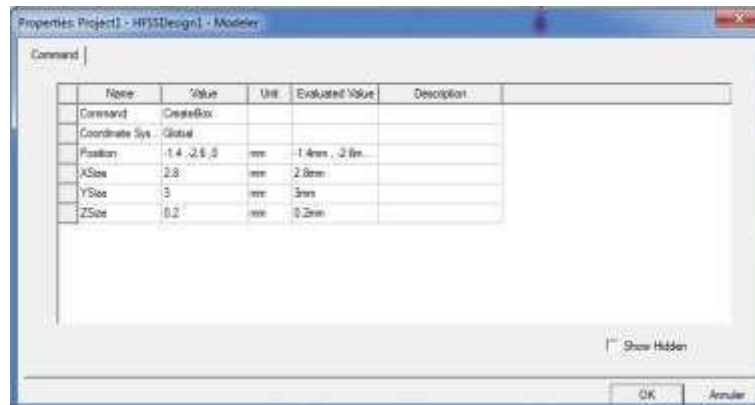 Properties: Project1 - HFSSDesign1 - Modeler
Command
Name Value Unit Evaluated Value Description
Command CreateBox
Coordinate Sys... Global
Position -1.4 ,-2.6 ,0 mm -1.4mm , -2.6m...
XSize 2.8 mm 2.8mm
YSize 3 mm 3mm
ZSize 0.2 mm 0.2mm
Show Hidden
OK Annuler